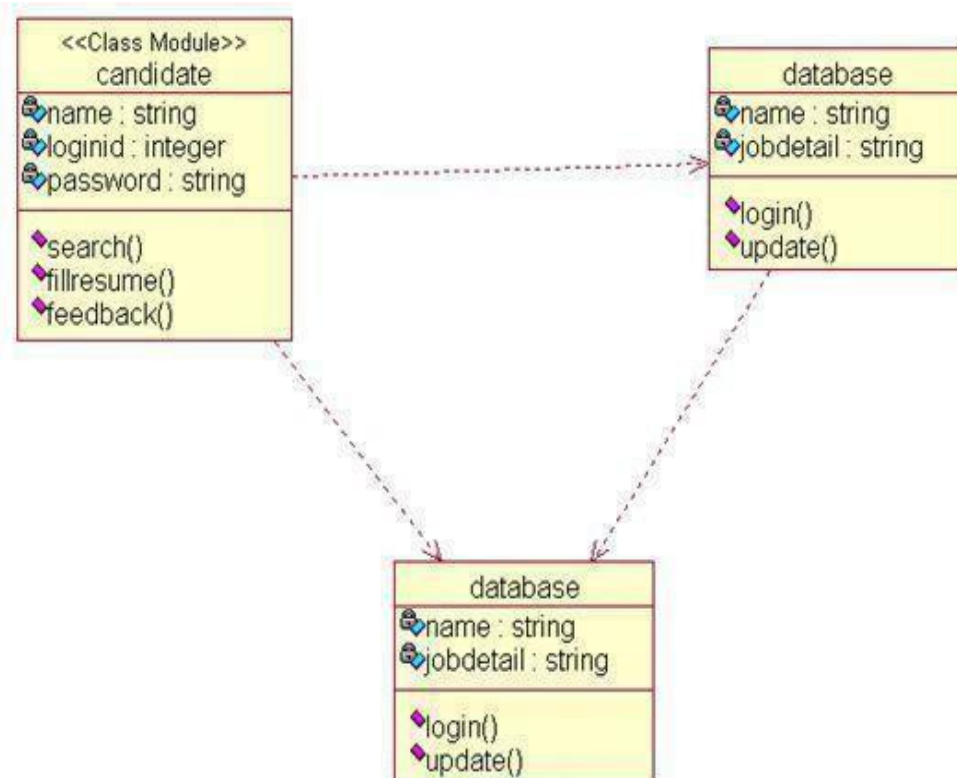 <<Class Module>>
candidate
name : string
loginid : integer
password : string
search()
fillresume()
feedback()
database
name : string
jobdetail : string
login()
update()
database
name : string
jobdetail : string
login()
update()